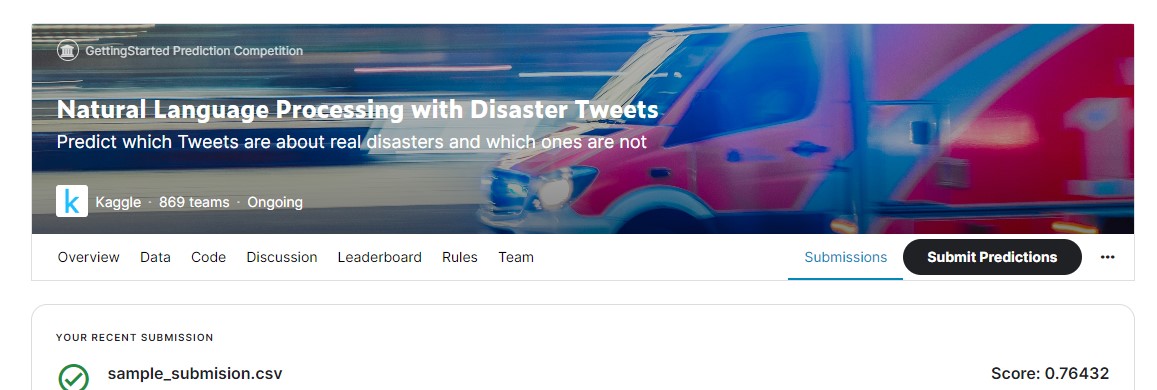 GettingStarted Prediction Competition
Natural Language Processing with Disaster Tweets
Predict which Tweets are about real disasters and which ones are not
k Kaggle · 869 teams · Ongoing
Overview Data Code Discussion Leaderboard Rules Team Submissions Submit Predictions ···
YOUR RECENT SUBMISSION
sample_submision.csv Score: 0.76432